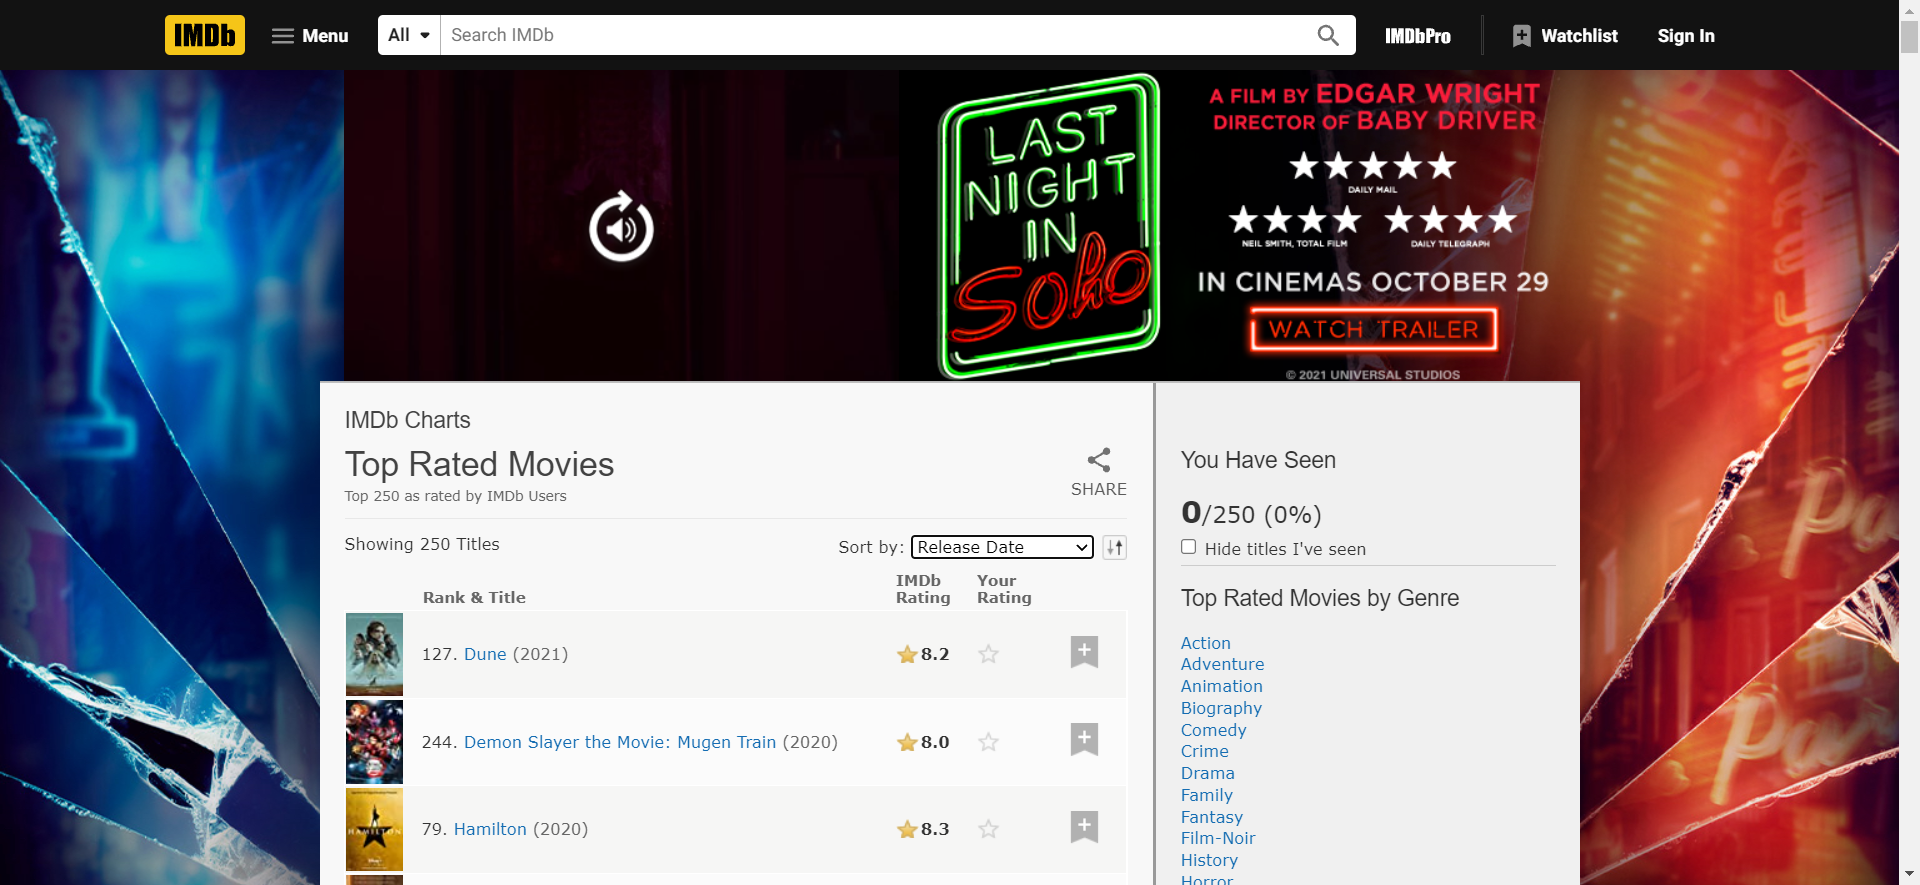 IMDb Menu All Search IMDb IMDbPro Watchlist Sign In
LAST
NIGHT
IN
SOHO
A FILM BY EDGAR WRIGHT
DIRECTOR OF BABY DRIVER
DAILY MAIL
NEIL SMITH, TOTAL FILM DAILY TELEGRAPH
IN CINEMAS OCTOBER 29
WATCH TRAILER
© 2021 UNIVERSAL STUDIOS
IMDb Charts
Top Rated Movies
Top 250 as rated by IMDb Users
SHARE
Showing 250 Titles
Sort by: Release Date
Rank & Title IMDb Rating Your Rating
127. Dune (2021) 8.2
244. Demon Slayer the Movie: Mugen Train (2020) 8.0
HAMILTON
79. Hamilton (2020) 8.3
You Have Seen
0/250 (0%)
Hide titles I've seen
Top Rated Movies by Genre
Action
Adventure
Animation
Biography
Comedy
Crime
Drama
Family
Fantasy
Film-Noir
History
Horror